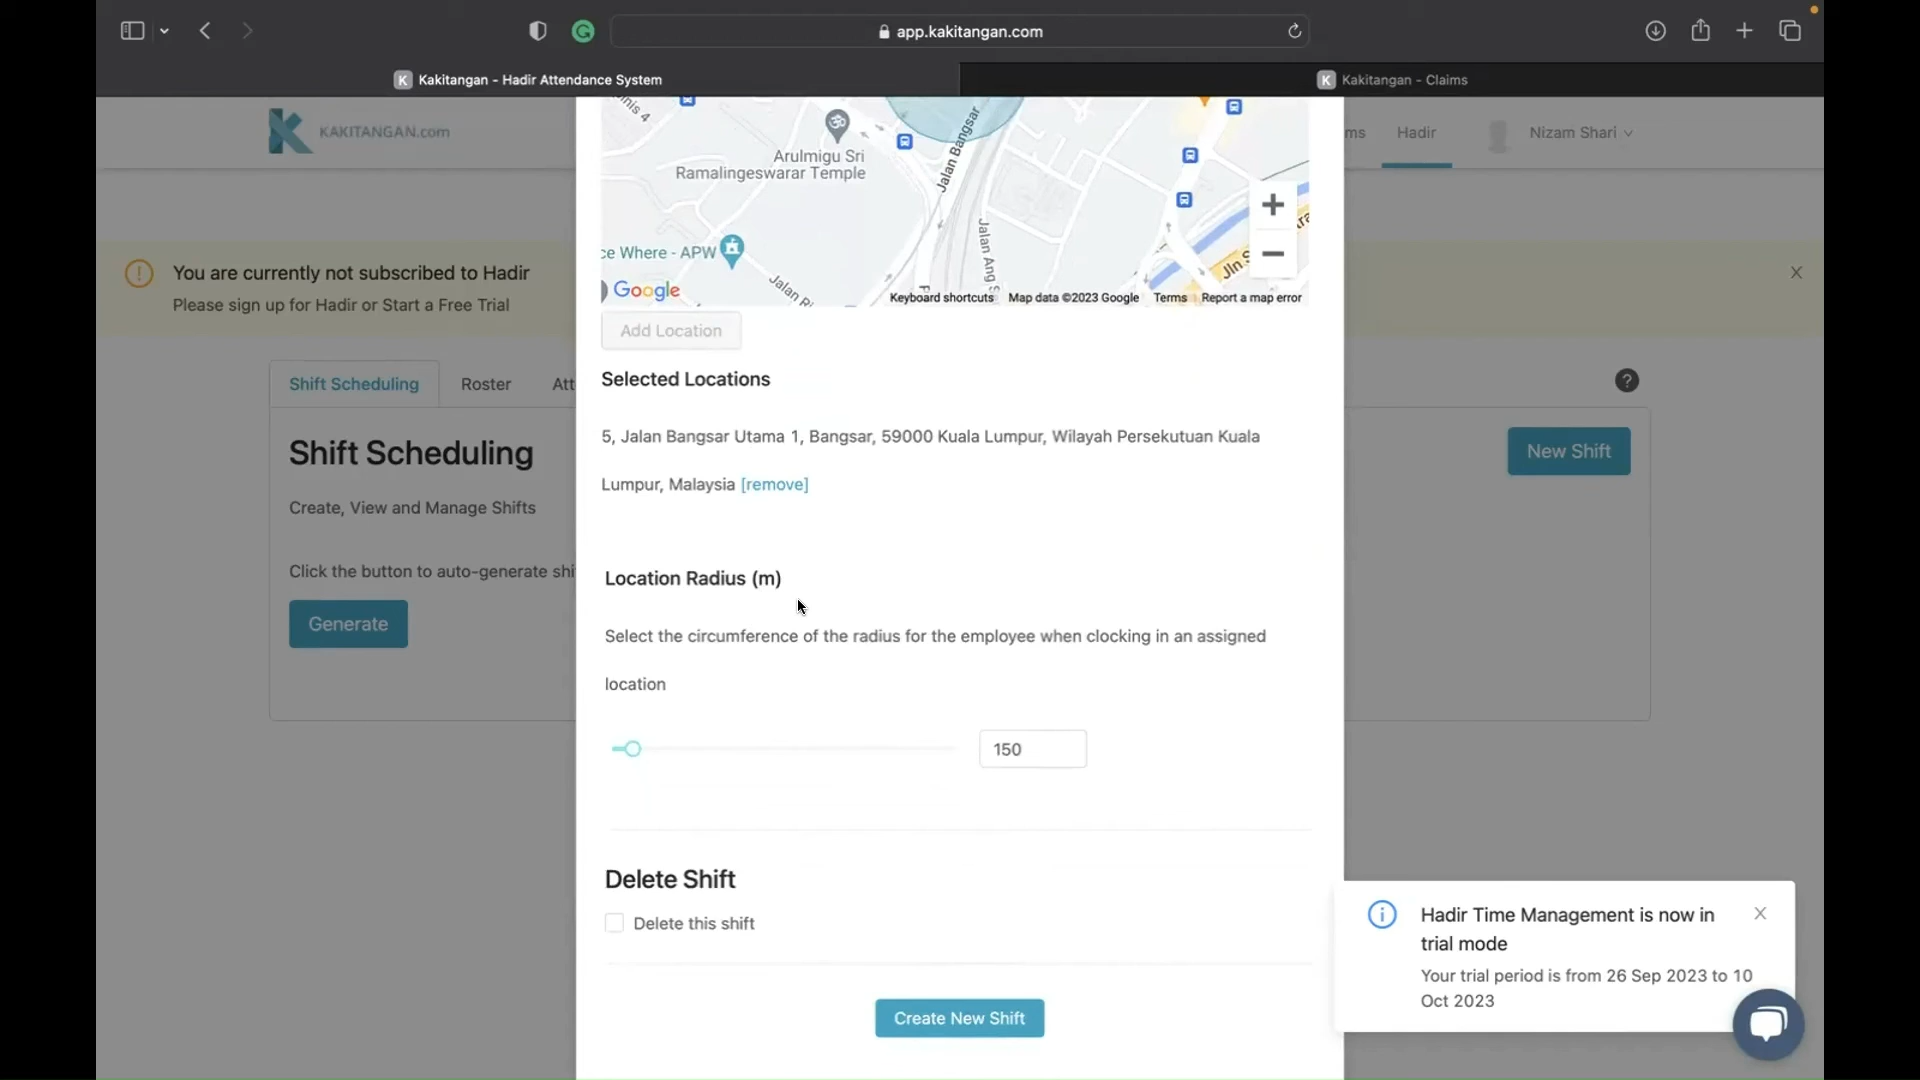 app.kakitangan.com
K Kakitangan - Hadir Attendance System
K Kakitangan - Claims
KAKITANGAN.com
ms
Hadir
Nizam Shari
You are currently not subscribed to Hadir
Please sign up for Hadir or Start a Free Trial
nis 4
Arulmigu Sri
Ramalingeswarar Temple
Jalan Bangsar
ce Where - APW
Google
Keyboard shortcuts
Map data ©2023 Google
Terms
Report a map error
Add Location
Selected Locations
5, Jalan Bangsar Utama 1, Bangsar, 59000 Kuala Lumpur, Wilayah Persekutuan Kuala
Lumpur, Malaysia [remove]
Shift Scheduling
Roster
Att
Shift Scheduling
New Shift
Create, View and Manage Shifts
Click the button to auto-generate shi
Generate
Location Radius (m)
Select the circumference of the radius for the employee when clocking in an assigned
location
150
Delete Shift
Delete this shift
Create New Shift
Hadir Time Management is now in
trial mode
Your trial period is from 26 Sep 2023 to 10
Oct 2023